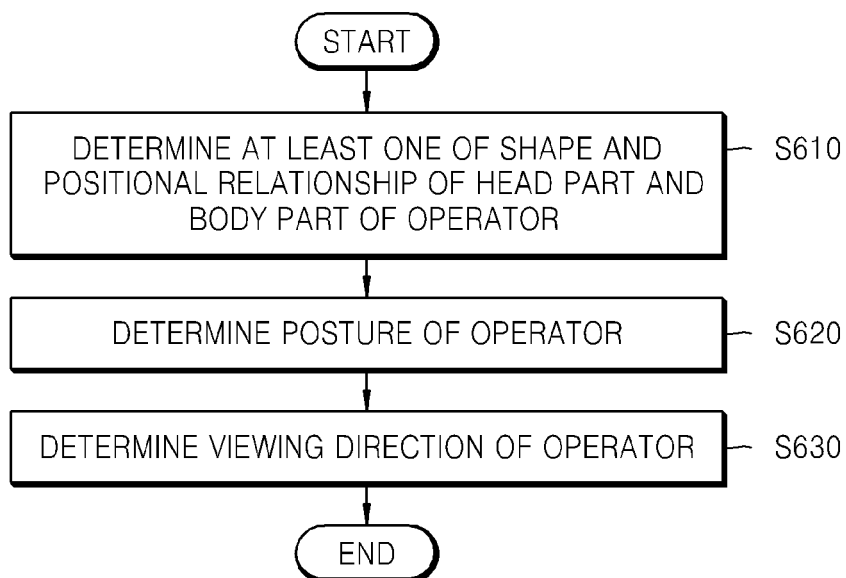 START
DETERMINE AT LEAST ONE OF SHAPE AND
POSITIONAL RELATIONSHIP OF HEAD PART AND
BODY PART OF OPERATOR
S610
DETERMINE POSTURE OF OPERATOR
S620
DETERMINE VIEWING DIRECTION OF OPERATOR
S630
END